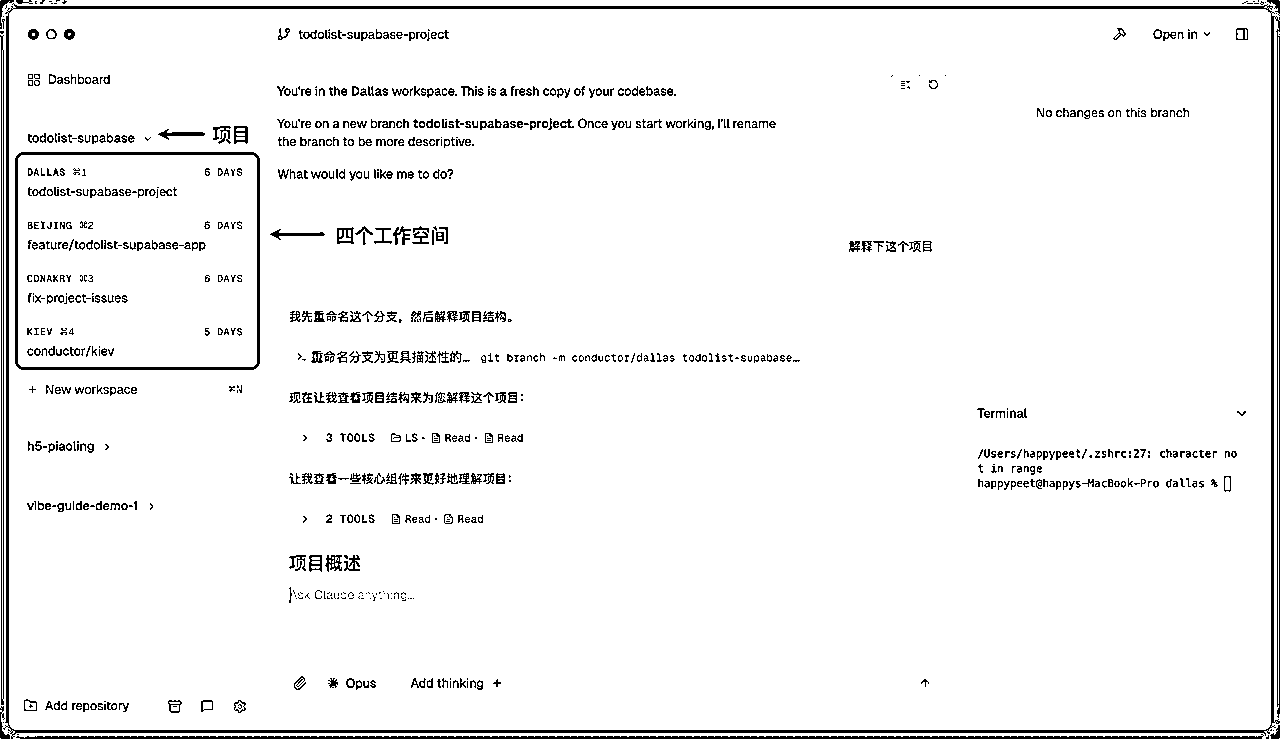 todolist-supabase-project
Open in
Dashboard
todolist-supabase
项目
DALLAS ⌘1 6 DAYS
todolist-supabase-project
BEIJING ⌘2 6 DAYS
feature/todolist-supabase-app
CONAKRY ⌘3 6 DAYS
fix-project-issues
KIEV ⌘4 5 DAYS
conductor/kiev
四个工作空间
+ New workspace ⌘N
h5-piaoling
vibe-guide-demo-1
Add repository
You're in the Dallas workspace. This is a fresh copy of your codebase.
You're on a new branch todolist-supabase-project. Once you start working, I'll rename
the branch to be more descriptive.
What would you like me to do?
解释下这个项目
我先重命名这个分支，然后解释项目结构。
>_ 重命名分支为更具描述性的… git branch -m conductor/dallas todolist-supabase…
现在让我查看项目结构来为您解释这个项目：
3 TOOLS LS · Read · Read
让我查看一些核心组件来更好地理解项目：
2 TOOLS Read · Read
项目概述
Ask Claude anything...
Opus Add thinking +
No changes on this branch
Terminal
/Users/happypeet/.zshrc:27: character no
t in range
happypeet@happys-MacBook-Pro dallas %